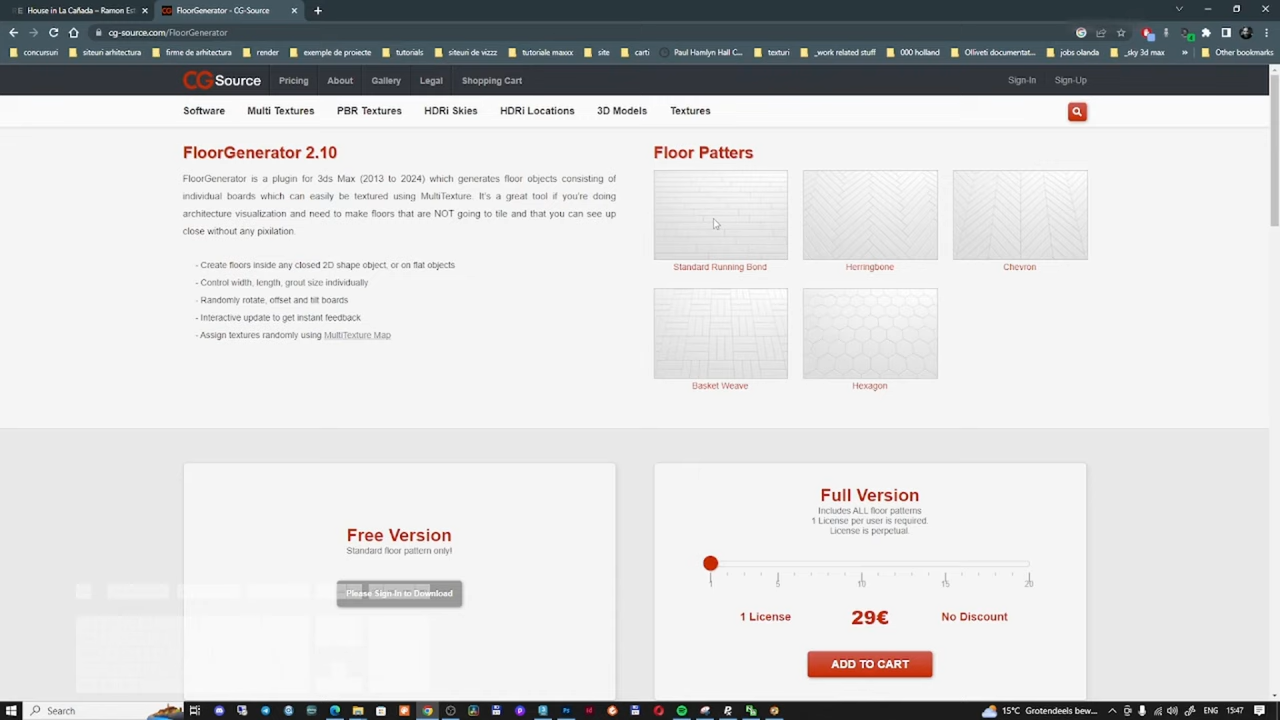 House in La Cañada – Ramon Est
FloorGenerator - CG-Source
cg-source.com/FloorGenerator
concursuri
siteuri arhitectura
firme de arhitectura
render
exemple de proiecte
tutorials
siteuri de vizz
tutorile maxxx
site
carti
Paul Hamlyn Hall C...
texturi
_work related stuff
000 holland
Olliveti documentat...
jobs olanda
_sky 3d max
Other bookmarks
CGSource
Pricing
About
Gallery
Legal
Shopping Cart
Sign-In
Sign-Up
Software
Multi Textures
PBR Textures
HDRi Skies
HDRi Locations
3D Models
Textures
FloorGenerator 2.10
FloorGenerator is a plugin for 3ds Max (2013 to 2024) which generates floor objects consisting of
individual boards which can easily be textured using MultiTexture. It's a great tool if you're doing
architecture visualization and need to make floors that are NOT going to tile and that you can see up
close without any pixilation.
- Create floors inside any closed 2D shape object, or on flat objects
- Control width, length, grout size individually
- Randomly rotate, offset and tilt boards
- Interactive update to get instant feedback
- Assign textures randomly using MultiTexture Map
Floor Patters
Standard Running Bond
Herringbone
Chevron
Basket Weave
Hexagon
Free Version
Standard floor pattern only!
Please Sign In to Download
Full Version
Includes ALL floor patterns
1 License per user is required.
License is perpetual.
1
5
10
15
20
1 License
29€
No Discount
ADD TO CART
Search
15°C Grotendeels bew...
ENG
15:47